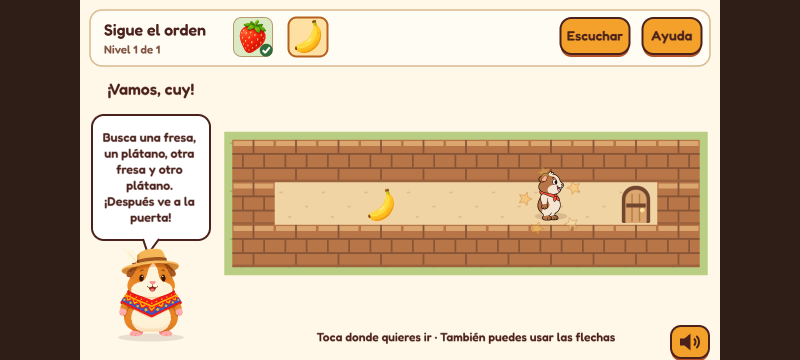 Sigue el orden
Nivel 1 de 1
Escuchar
Ayuda
¡Vamos, cuy!
Busca una fresa,
un plátano, otra
fresa y otro
plátano.
¡Después ve a la
puerta!
Toca donde quieres ir · También puedes usar las flechas